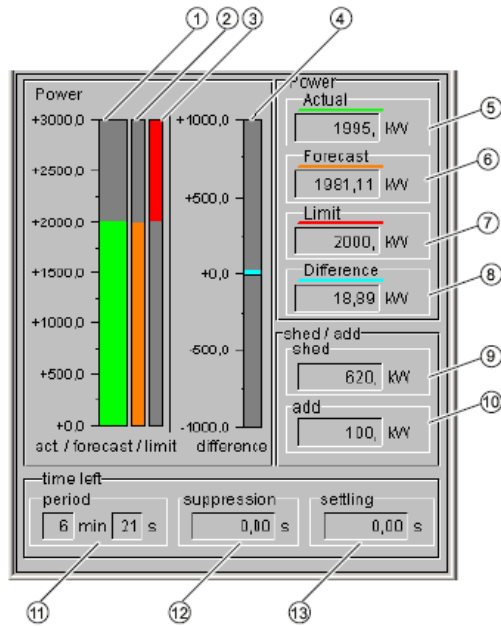 1 2 3 4
Power
+3000,0
+2500,0
+2000,0
+1500,0
+1000,0
+500,0
+0,0
act. / forecast / limit
+1000,0
+500,0
+0,0
-500,0
-1000,0
difference
Power
Actual
1995, kW
5
Forecast
1981,11 kW
6
Limit
2000, kW
7
Difference
18,89 kW
8
shed / add
shed
620, kW
9
add
100, kW
10
time left
period
6 min 21 s
suppression
0,00 s
settling
0,00 s
11 12 13